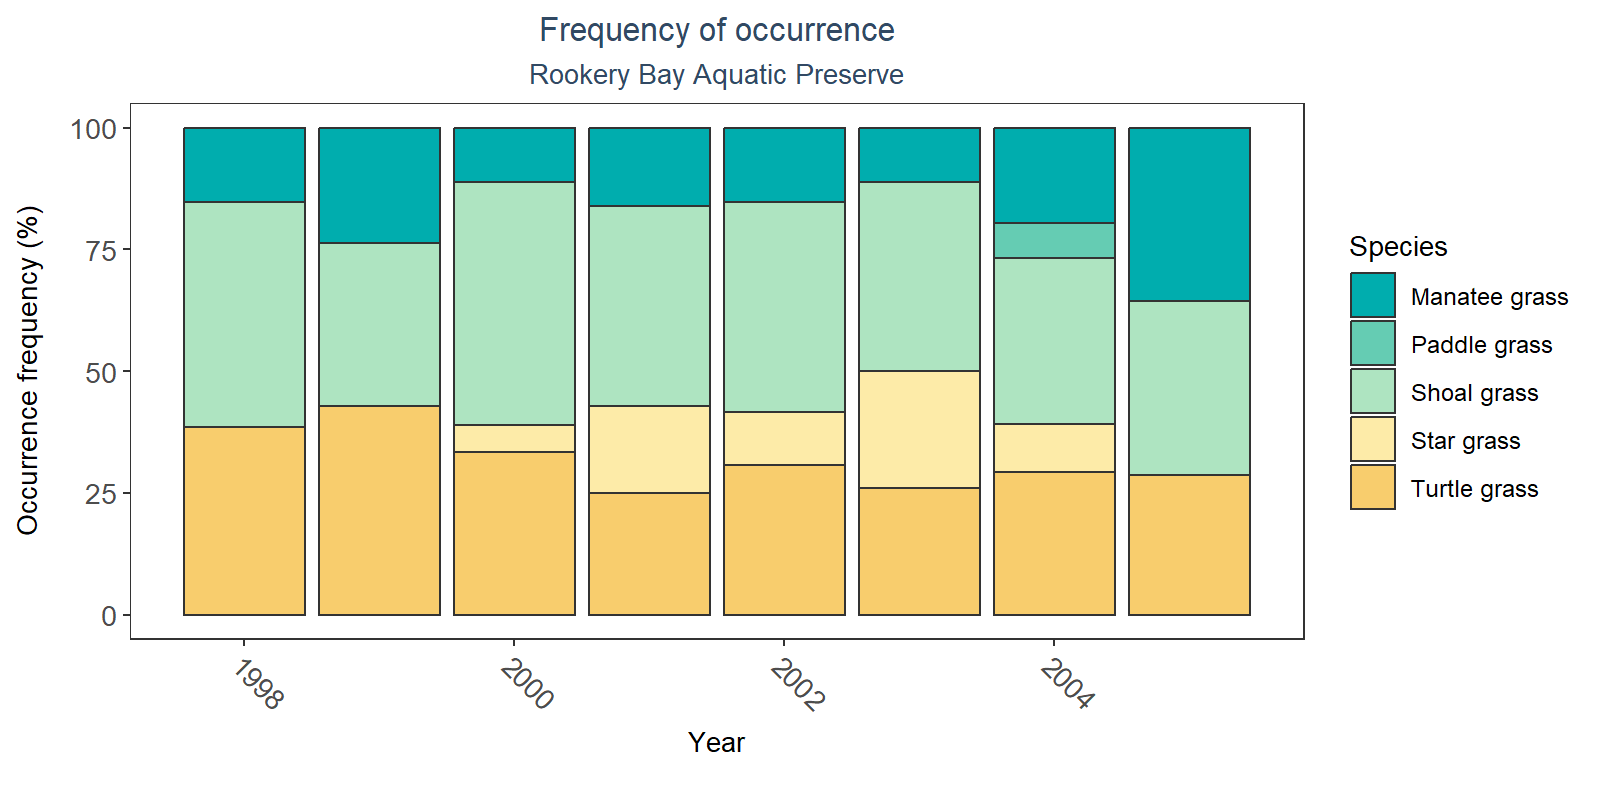 Frequency of occurrence
Rookery Bay Aquatic Preserve
Occurrence frequency (%)
100
75
50
25
0
1998
2000
2002
2004
Year
Species
Manatee grass
Paddle grass
Shoal grass
Star grass
Turtle grass